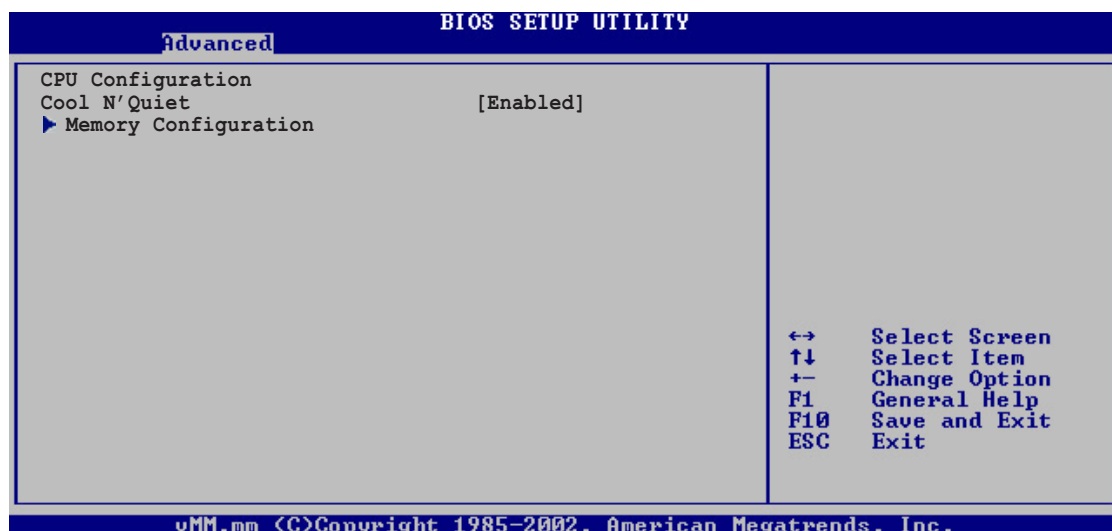 BIOS SETUP UTILITY
Advanced
CPU Configuration
Cool N’Quiet [Enabled]
Memory Configuration
←→ Select Screen
↑↓ Select Item
+− Change Option
F1 General Help
F10 Save and Exit
ESC Exit
vMM.mm (C)Copyright 1985-2002, American Megatrends, Inc.